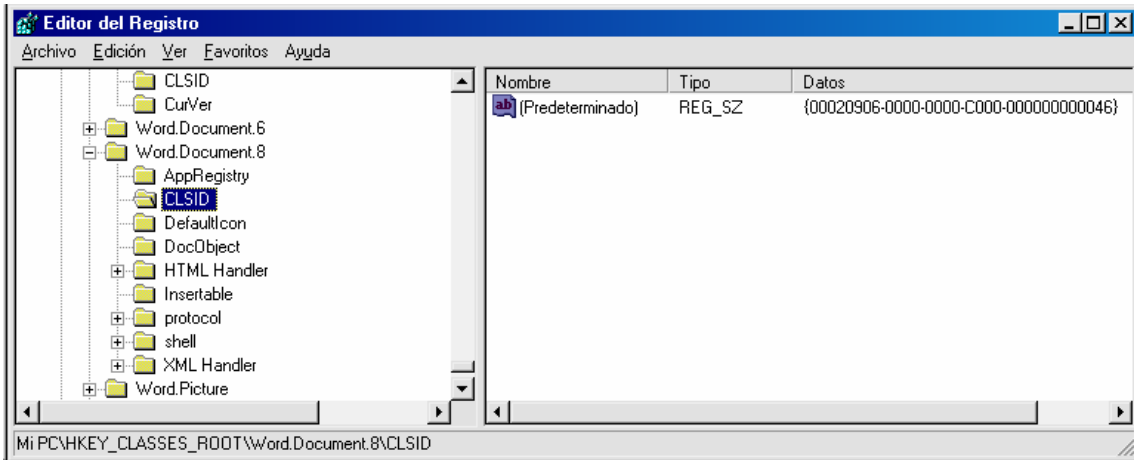 Editor del Registro
Archivo Edición Ver Favoritos Ayuda
CLSID
CurVer
Word.Document.6
Word.Document.8
AppRegistry
CLSID
DefaultIcon
DocObject
HTML Handler
Insertable
protocol
shell
XML Handler
Word.Picture
Nombre Tipo Datos
ab (Predeterminado) REG_SZ {00020906-0000-0000-C000-000000000046}
Mi PC\HKEY_CLASSES_ROOT\Word.Document.8\CLSID